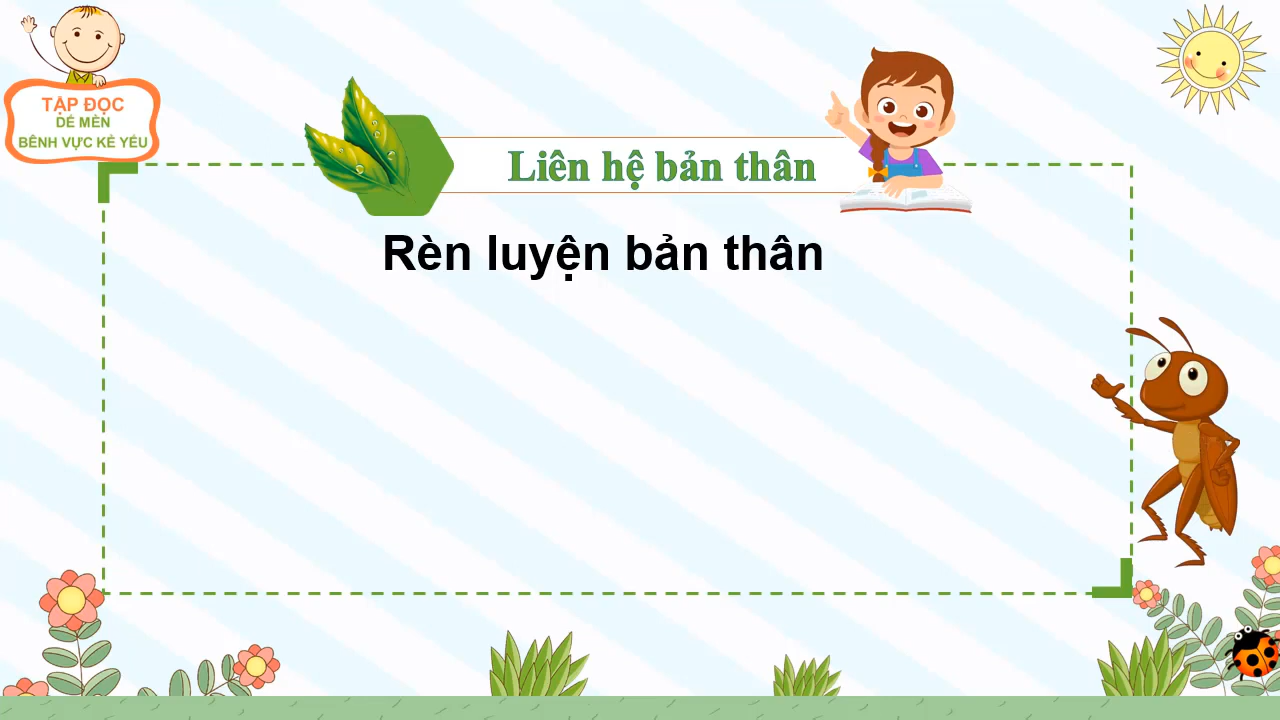 TẬP ĐỌC
DẾ MÈN
BÊNH VỰC KẺ YẾU
Liên hệ bản thân
Rèn luyện bản thân